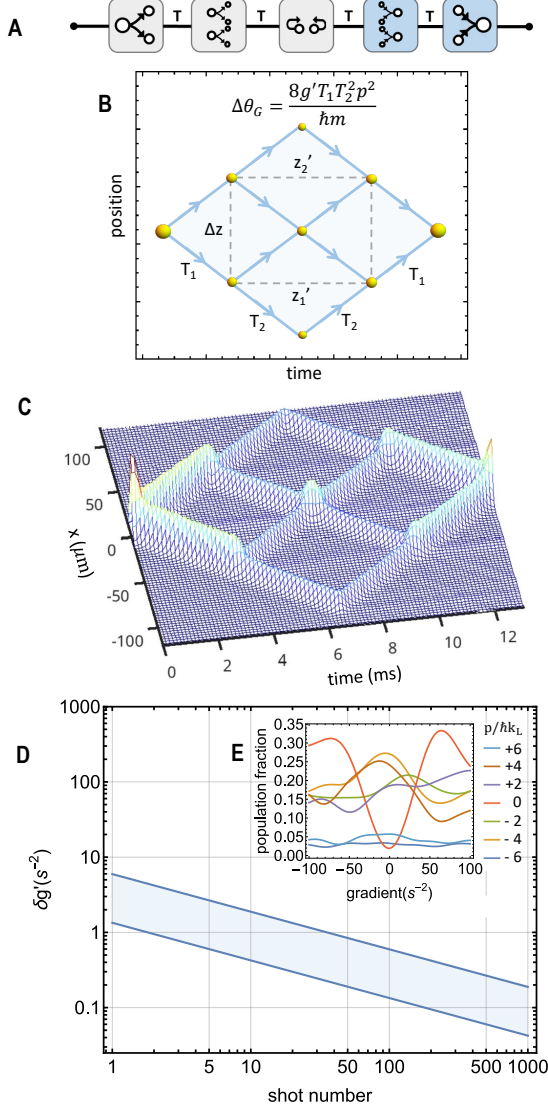 A
T T T T
B
Δθ_G = 8g′T₁T₂²p² / ħm
position
z₂′
Δz
T₁ z₁′ T₁
T₂ T₂
time
C
100
50
0
-50
-100
x (μm)
0 2 4 6 8 10 12
time (ms)
D
1000
100
10
1
0.1
δg′(s⁻²)
1 5 10 50 100 500 1000
shot number
E
0.35
0.30
0.25
0.20
0.15
0.10
0.05
0.00
population fraction
−100 −50 0 50 100
gradient(s⁻²)
p/ħk_L
+6
+4
+2
0
- 2
- 4
- 6